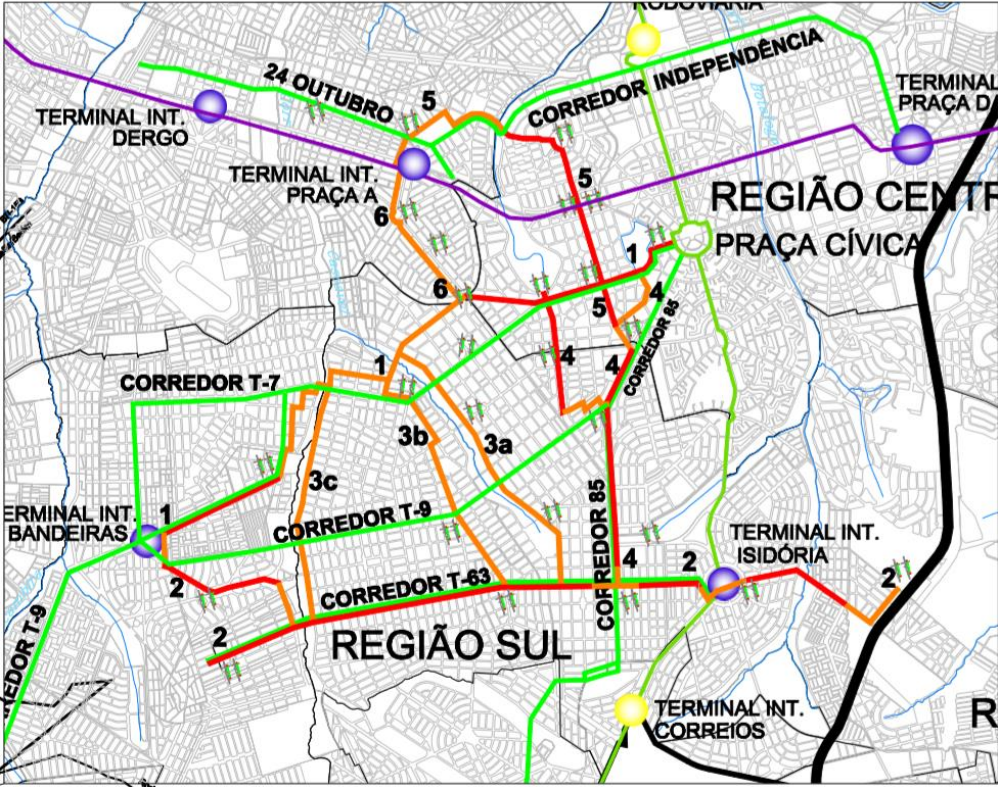 RODOVIÁRIA
24 OUTUBRO
CORREDOR INDEPENDÊNCIA
TERMINAL
PRAÇA DA
5
TERMINAL INT.
DERGO
TERMINAL INT.
PRAÇA A
5
REGIÃO CENTR
6
PRAÇA CÍVICA
1
6
4
5
CORREDOR 85
4
4
1
CORREDOR T-7
3b
3a
3c
1
CORREDOR T-9
CORREDOR 85
ERMINAL INT.
BANDEIRAS
TERMINAL INT.
ISIDÓRIA
4
2
2
2
CORREDOR T-63
2
REGIÃO SUL
REDOR T-9
TERMINAL INT.
CORREIOS
R